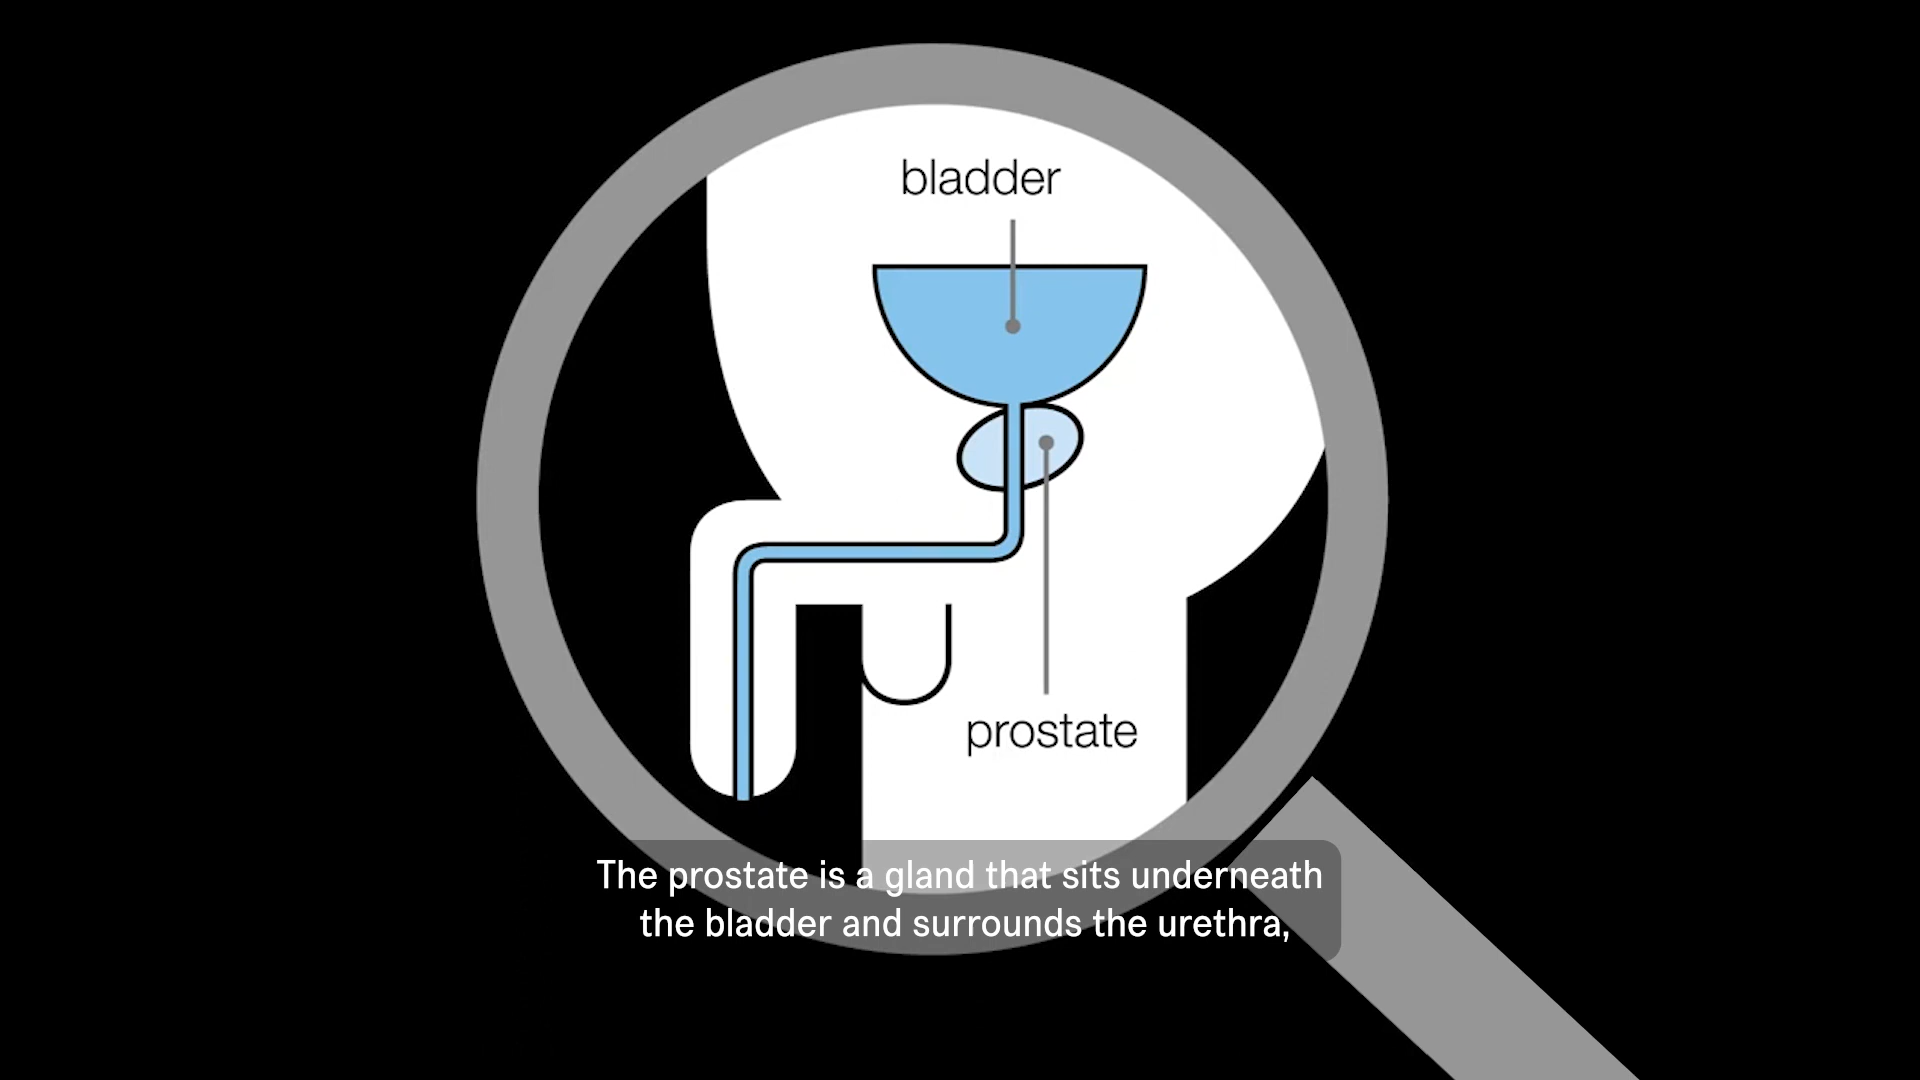 bladder
prostate
The prostate is a gland that sits underneath
the bladder and surrounds the urethra,